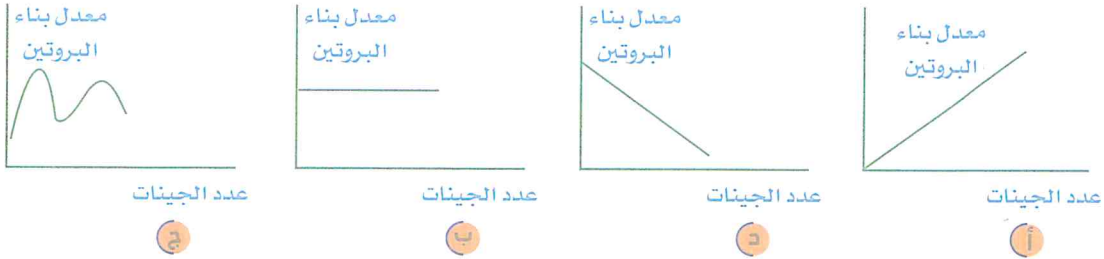 معدل بناء
البروتين
عدد الجينات
أ
معدل بناء
البروتين
عدد الجينات
د
معدل بناء
البروتين
عدد الجينات
ب
معدل بناء
البروتين
عدد الجينات
ج